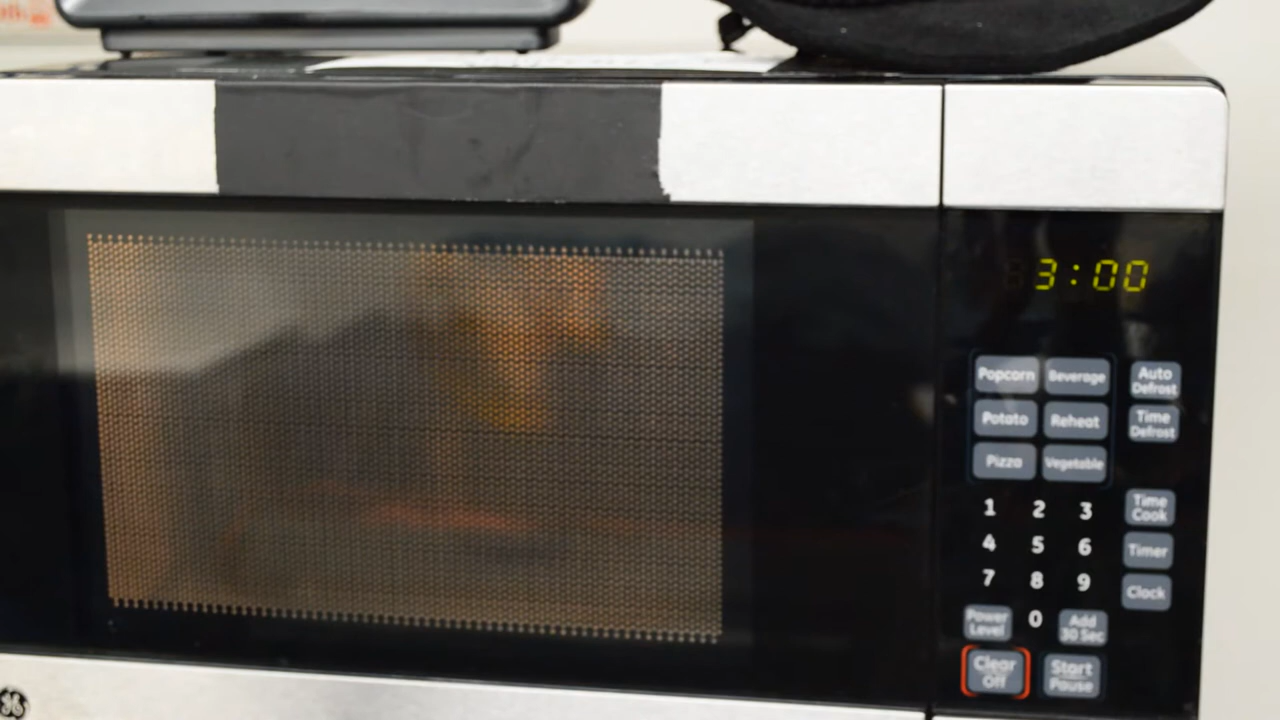 3:00
Popcorn Beverage
Auto
Defrost
Potato Reheat
Time
Defrost
Pizza Vegetable
1 2 3
Time
Cook
4 5 6
Timer
7 8 9
Clock
Power
Level
0
Add
30 Sec
Clear
Off
Start
Pause
GE